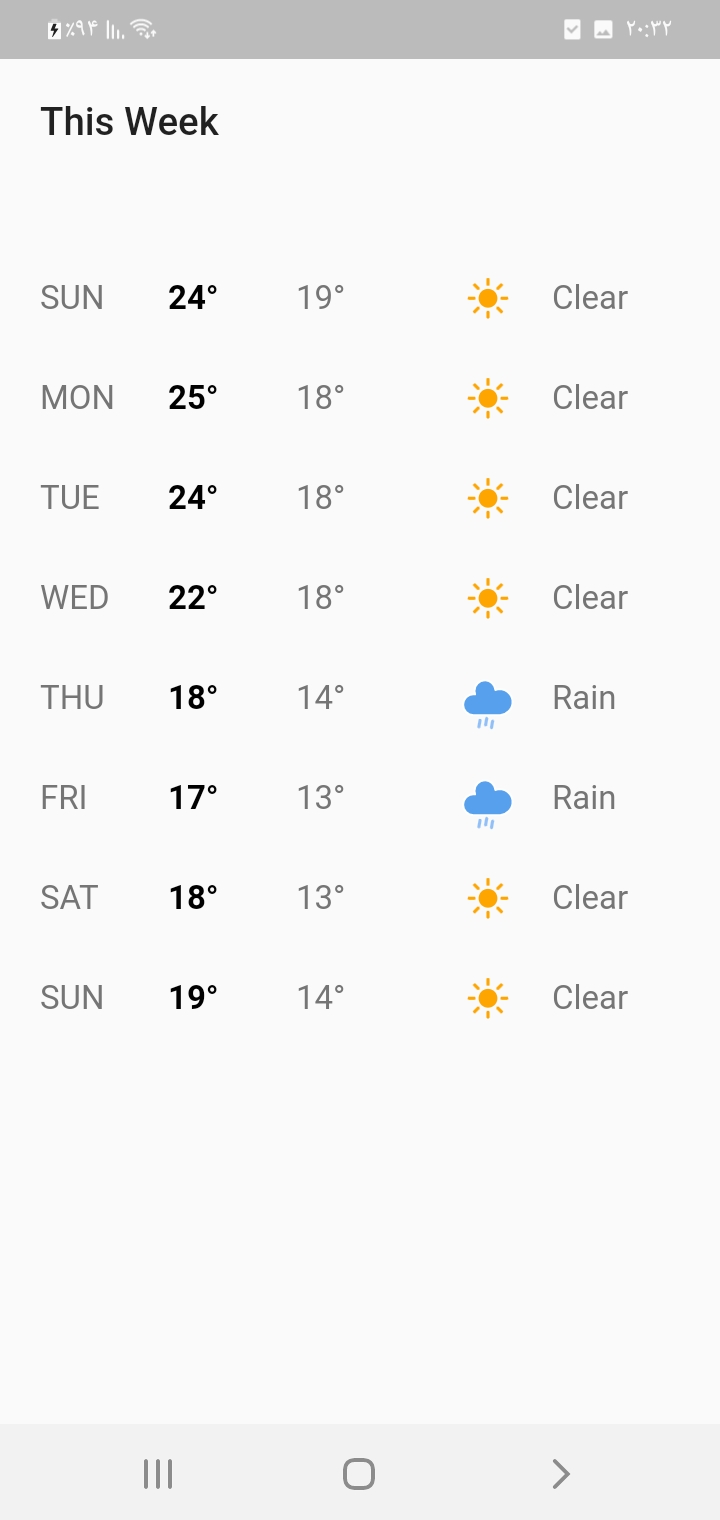 ٪۹۴ ۲۰:۳۲
This Week
SUN 24° 19° Clear
MON 25° 18° Clear
TUE 24° 18° Clear
WED 22° 18° Clear
THU 18° 14° Rain
FRI 17° 13° Rain
SAT 18° 13° Clear
SUN 19° 14° Clear